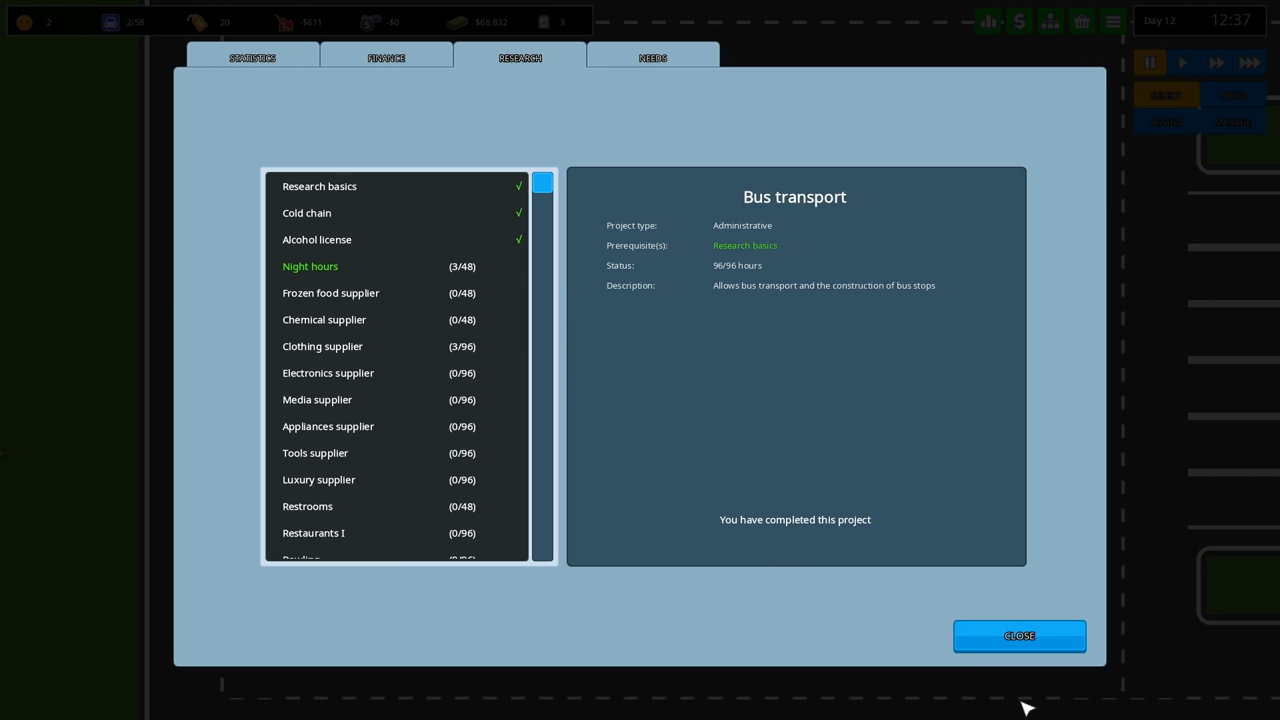 2
2/58
20
-$611
-$0
$68,832
3
Day 12
12:37
STATISTICS
FINANCE
RESEARCH
NEEDS
SELECT
Research basics √
Cold chain √
Alcohol license √
Night hours (3/48)
Frozen food supplier (0/48)
Chemical supplier (0/48)
Clothing supplier (3/96)
Electronics supplier (0/96)
Media supplier (0/96)
Appliances supplier (0/96)
Tools supplier (0/96)
Luxury supplier (0/96)
Restrooms (0/48)
Restaurants I (0/96)
Bus transport
Project type: Administrative
Prerequisite(s): Research basics
Status: 96/96 hours
Description: Allows bus transport and the construction of bus stops
You have completed this project
CLOSE